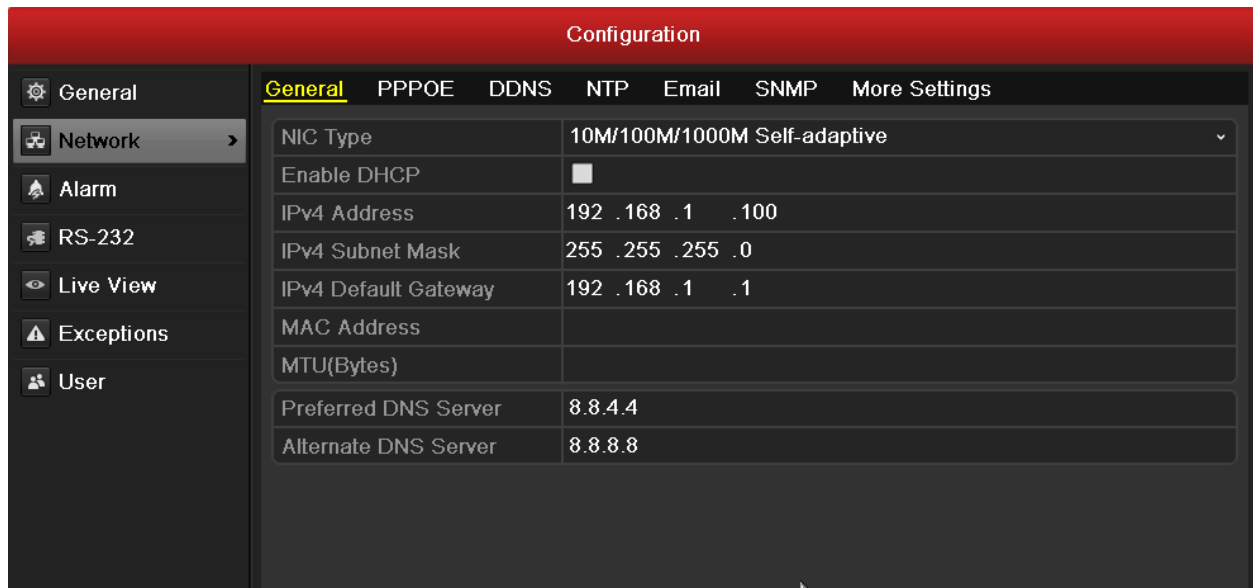 Configuration
General
Network
Alarm
RS-232
Live View
Exceptions
User
General PPPOE DDNS NTP Email SNMP More Settings
NIC Type 10M/100M/1000M Self-adaptive
Enable DHCP
IPv4 Address 192 .168 .1 .100
IPv4 Subnet Mask 255 .255 .255 .0
IPv4 Default Gateway 192 .168 .1 .1
MAC Address
MTU(Bytes)
Preferred DNS Server 8.8.4.4
Alternate DNS Server 8.8.8.8